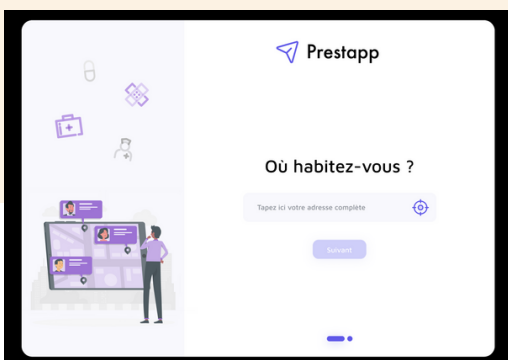 Prestapp
Où habitez-vous ?
Tapez ici votre adresse complète
Suivant